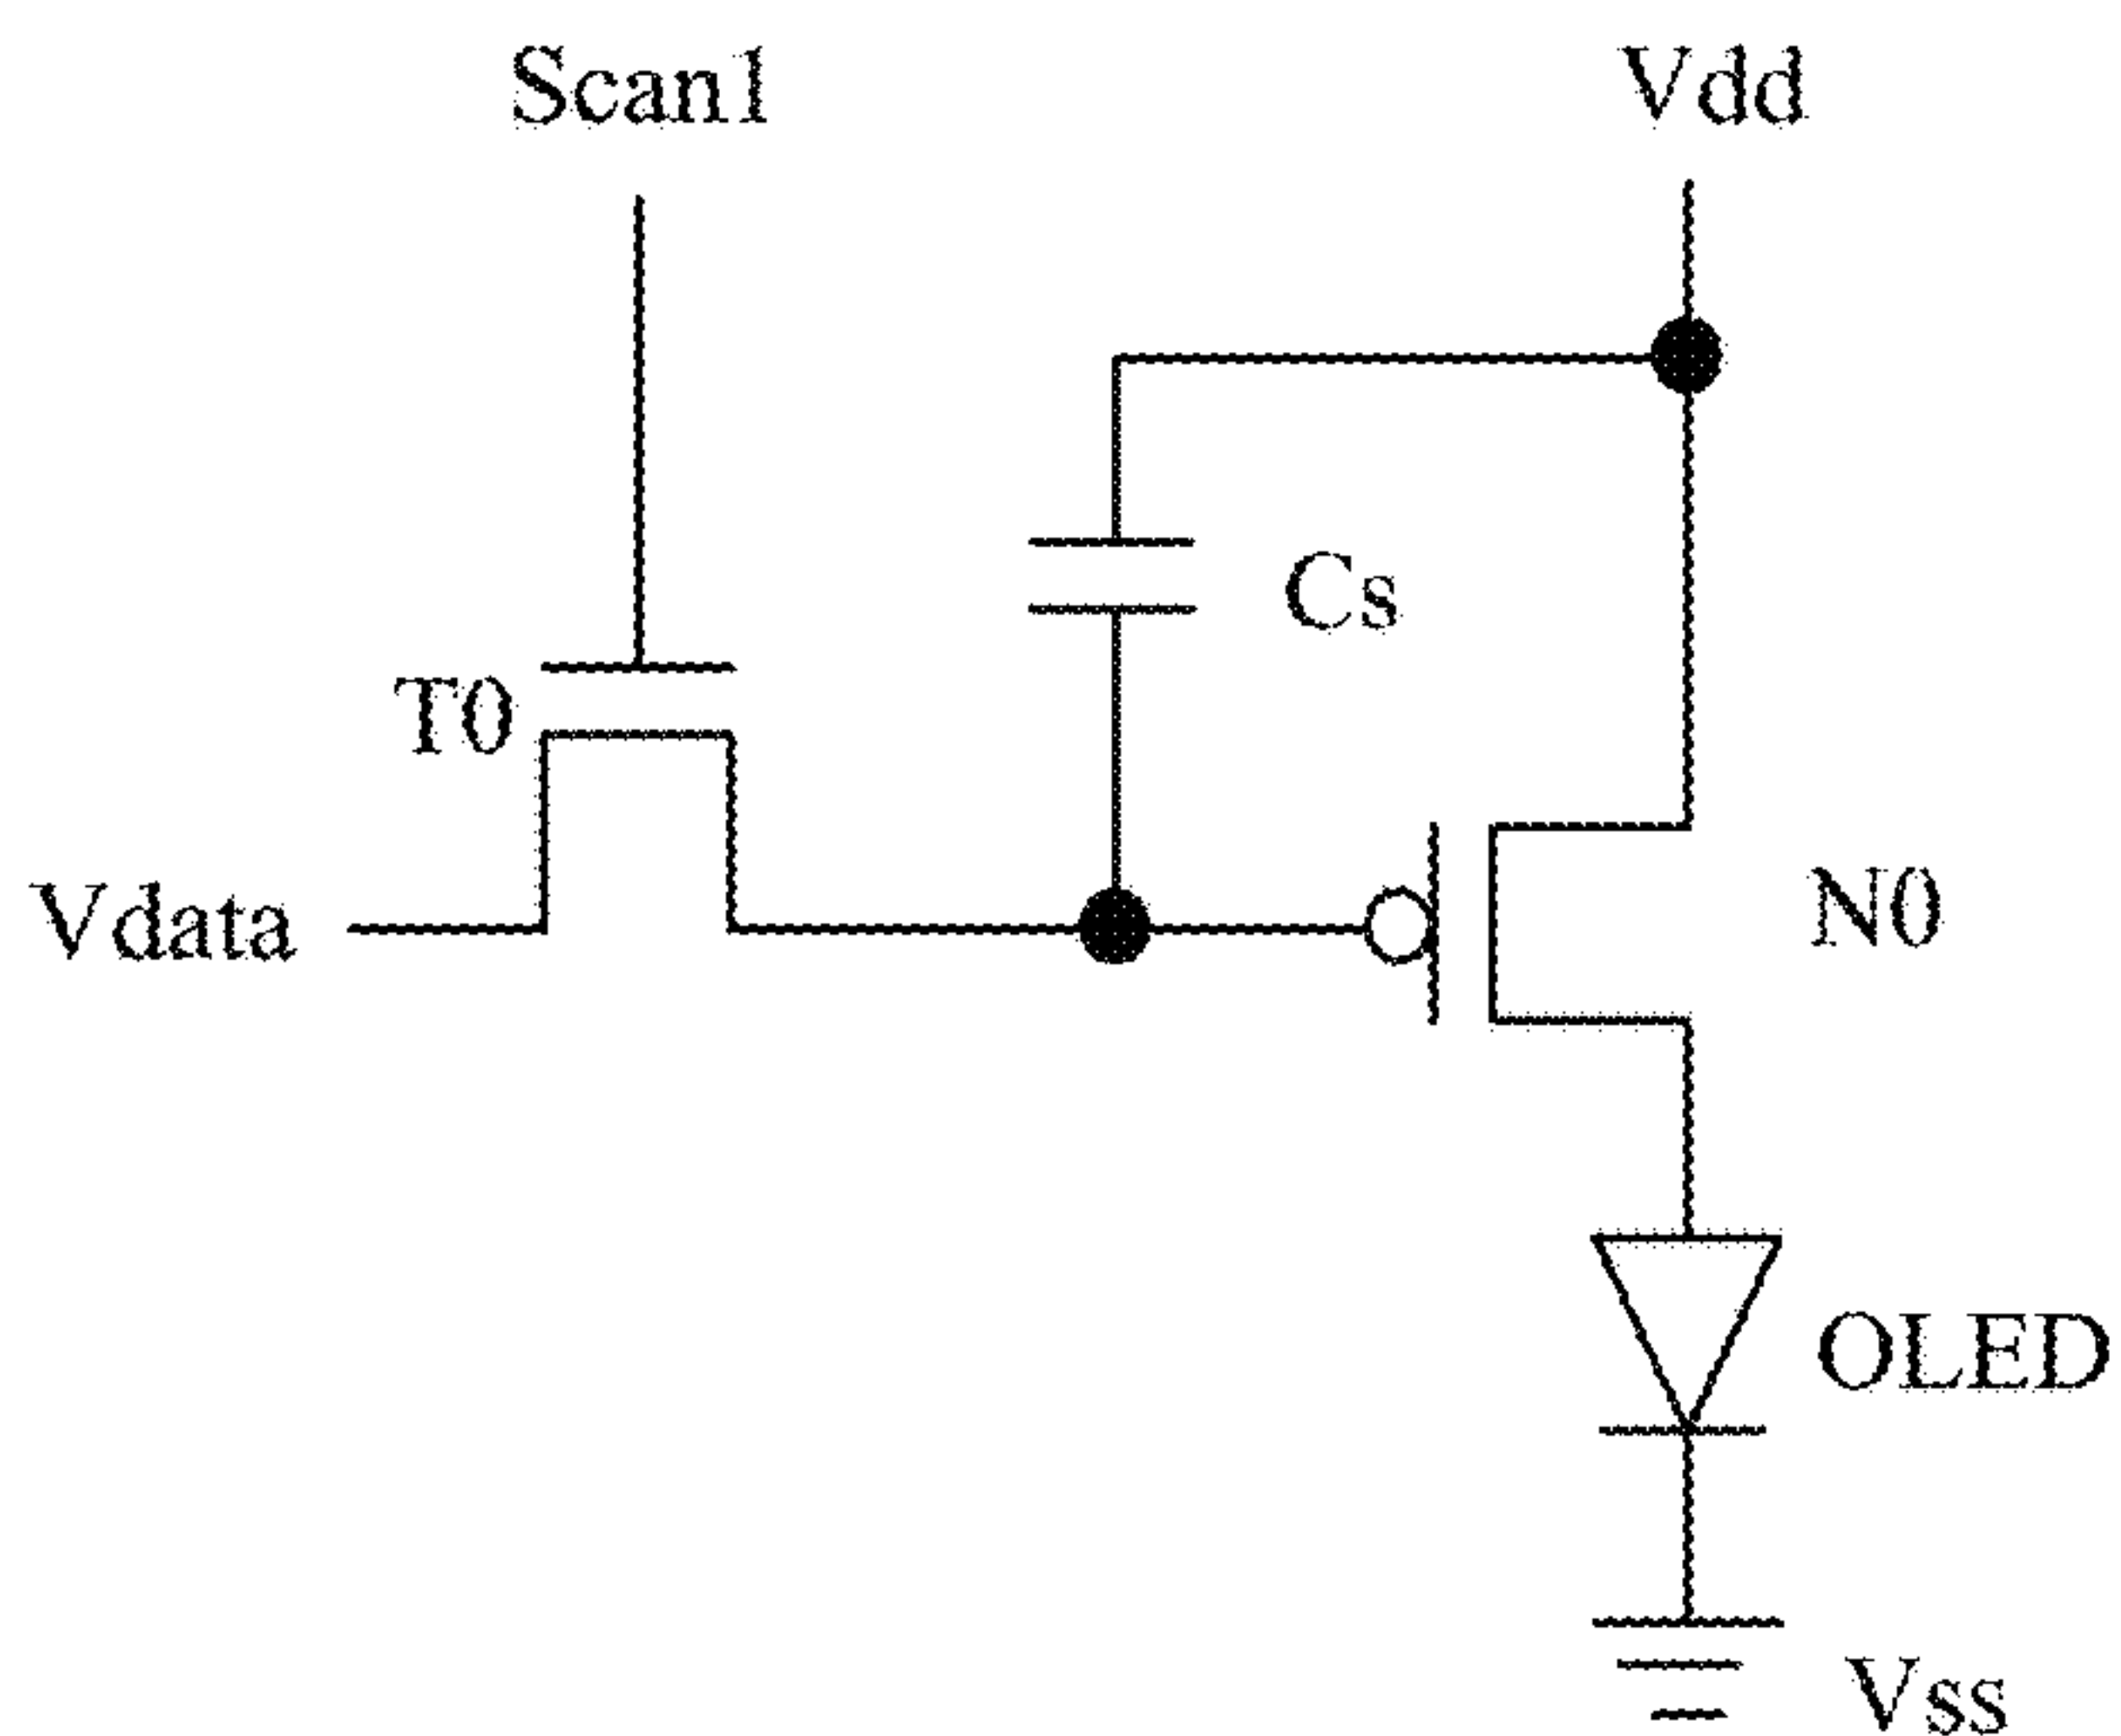 Scan1
Vdd
Cs
T0
Vdata
N0
OLED
Vss